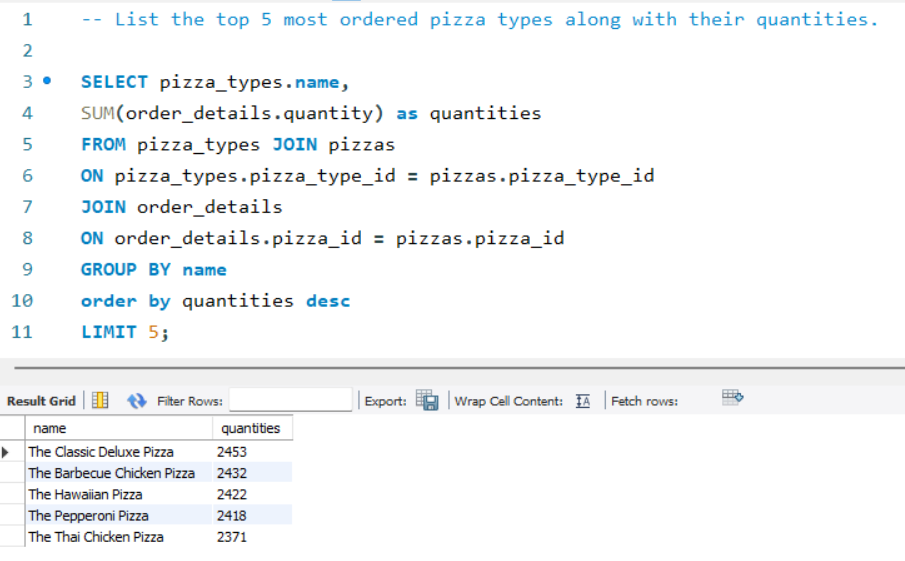 1 -- List the top 5 most ordered pizza types along with their quantities.
2
3 SELECT pizza_types.name,
4 SUM(order_details.quantity) as quantities
5 FROM pizza_types JOIN pizzas
6 ON pizza_types.pizza_type_id = pizzas.pizza_type_id
7 JOIN order_details
8 ON order_details.pizza_id = pizzas.pizza_id
9 GROUP BY name
10 order by quantities desc
11 LIMIT 5;
Result Grid Filter Rows: Export: Wrap Cell Content: IA Fetch rows:
name quantities
The Classic Deluxe Pizza 2453
The Barbecue Chicken Pizza 2432
The Hawaiian Pizza 2422
The Pepperoni Pizza 2418
The Thai Chicken Pizza 2371